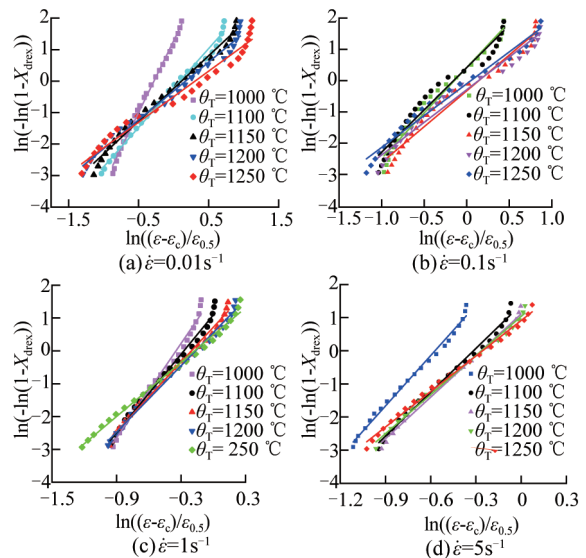 ln(-ln(1-X_drex))
2
1
0
−1
−2
−3
−4
θ_T=1000 ℃
θ_T=1100 ℃
θ_T=1150 ℃
θ_T=1200 ℃
θ_T=1250 ℃
−1.5 −0.5 0.5 1.5
ln((ε-ε_c)/ε_0.5)
(a) ε̇=0.01s⁻¹
ln(-ln(1-X_drex))
2
1
0
−1
−2
−3
θ_T=1000 ℃
θ_T=1100 ℃
θ_T=1150 ℃
θ_T=1200 ℃
θ_T=1250 ℃
−1.5 −1.0 −0.5 0.0 0.5 1.0
ln((ε-ε_c)/ε_0.5)
(b) ε̇=0.1s⁻¹
ln(-ln(1-X_drex))
2
1
0
−1
−2
−3
−4
θ_T=1000 ℃
θ_T=1100 ℃
θ_T=1150 ℃
θ_T=1200 ℃
θ_T= 250 ℃
−1.5 −0.9 −0.3 0.3
ln((ε-ε_c)/ε_0.5)
(c) ε̇=1s⁻¹
ln(-ln(1-X_drex))
2
1
0
−1
−2
−3
−4
θ_T=1000 ℃
θ_T=1100 ℃
θ_T=1150 ℃
θ_T=1200 ℃
θ_T=1250 ℃
−1.2 −0.9 −0.6 −0.3 0.0
ln((ε-ε_c)/ε_0.5)
(d) ε̇=5s⁻¹